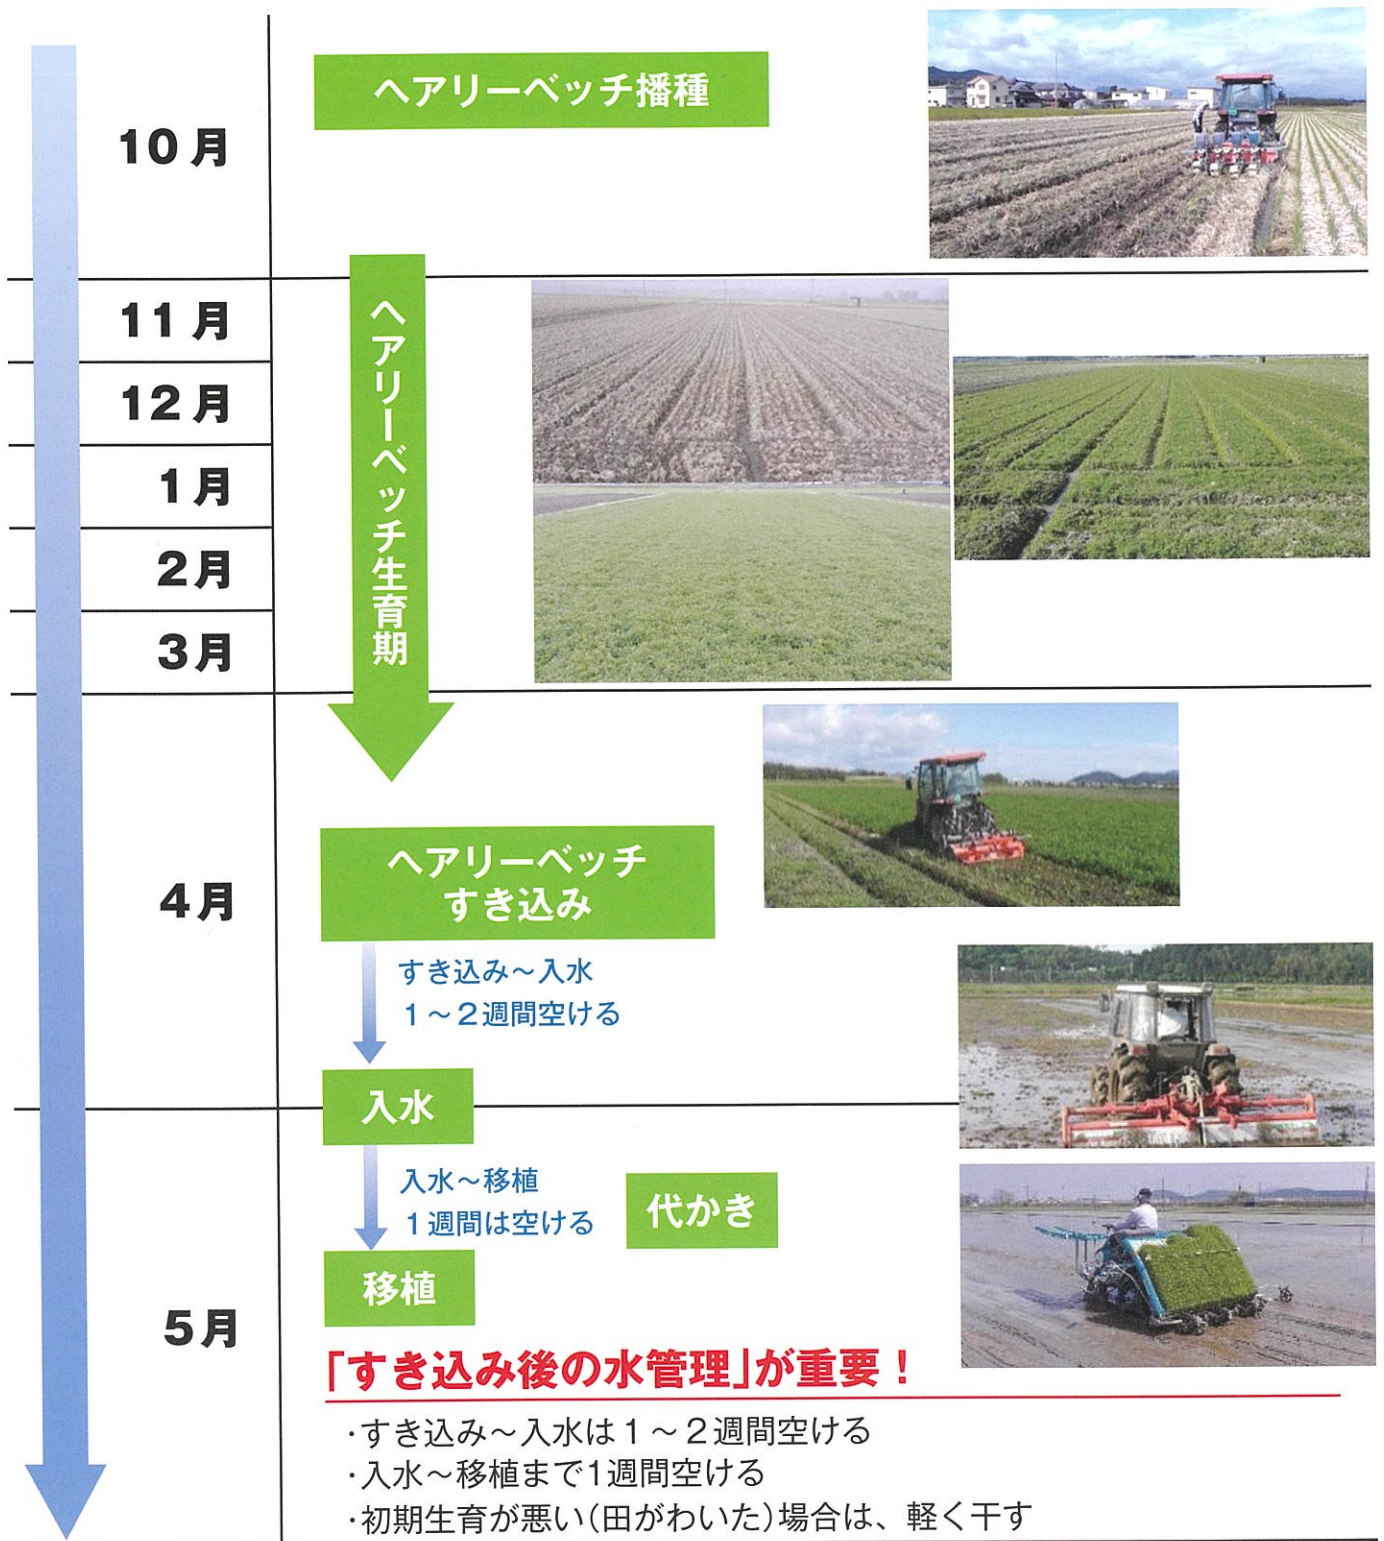 10月
ヘアリーベッチ播種
11月
12月
1月
2月
3月
ヘアリーベッチ生育期
4月
ヘアリーベッチ
すき込み
すき込み～入水
1～2週間空ける
入水
入水～移植
1週間は空ける
代かき
移植
5月
「すき込み後の水管理」が重要！
・すき込み～入水は1～2週間空ける
・入水～移植まで1週間空ける
・初期生育が悪い(田がわいた)場合は、軽く干す